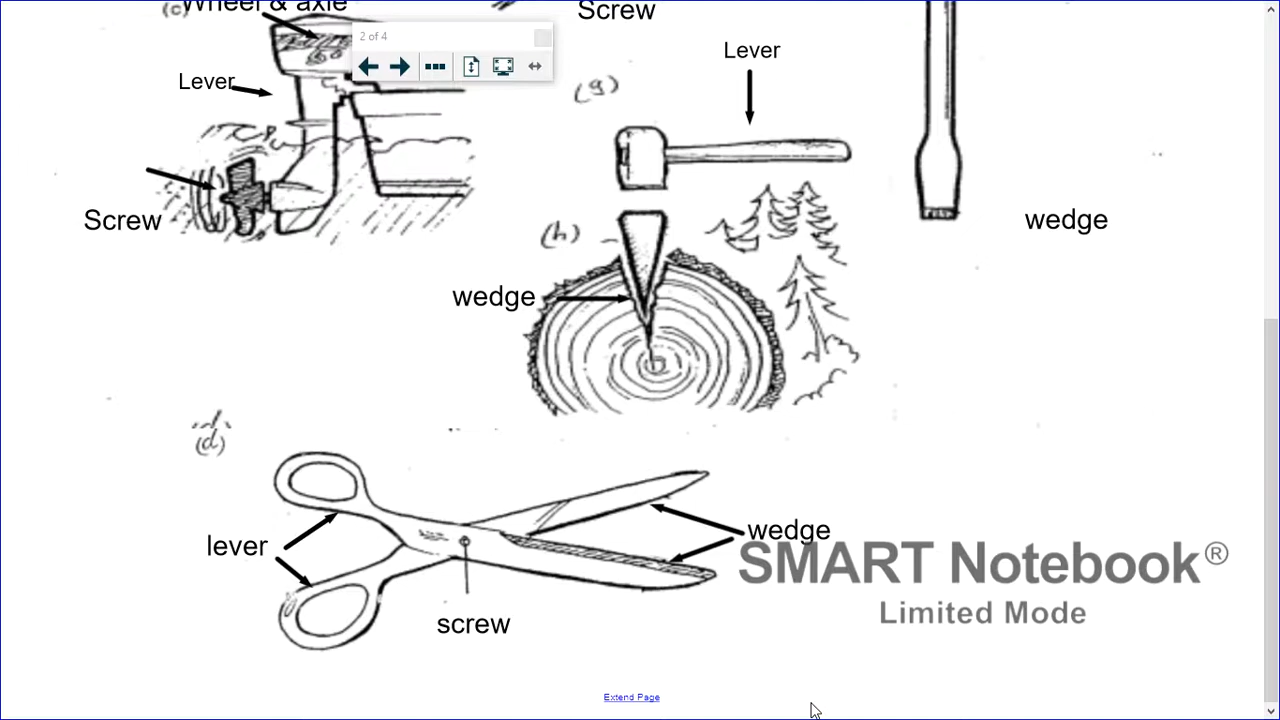 (c) Wheel & axle
Screw
2 of 4
Lever
Lever
(g)
Screw
wedge
(h)
wedge
(d)
lever
wedge
SMART Notebook®
Limited Mode
screw
Extend Page